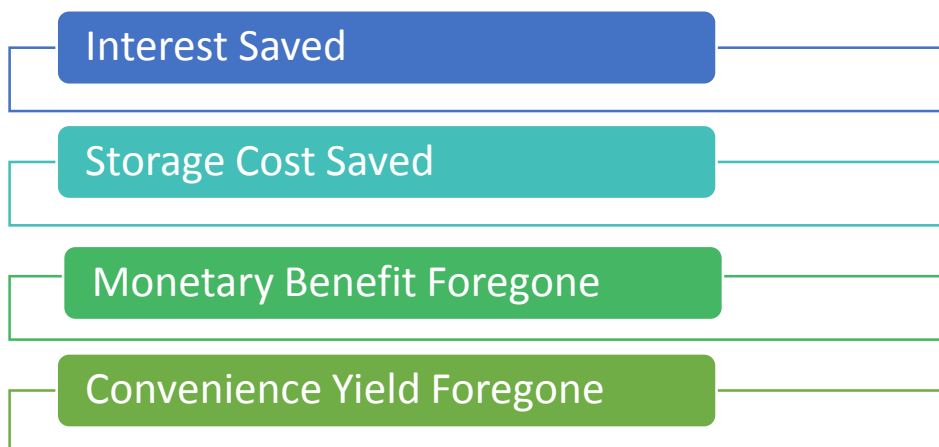 Interest Saved
Storage Cost Saved
Monetary Benefit Foregone
Convenience Yield Foregone